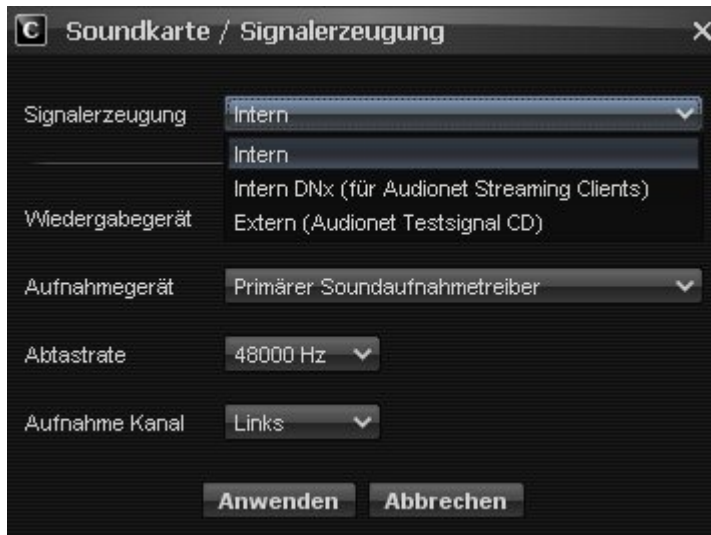 C Soundkarte / Signalerzeugung
Signalerzeugung Intern
Intern
Intern DNx (für Audionet Streaming Clients)
Wiedergabegerät Extern (Audionet Testsignal CD)
Aufnahmegerät Primärer Soundaufnahmetreiber
Abtastrate 48000 Hz
Aufnahme Kanal Links
Anwenden Abbrechen